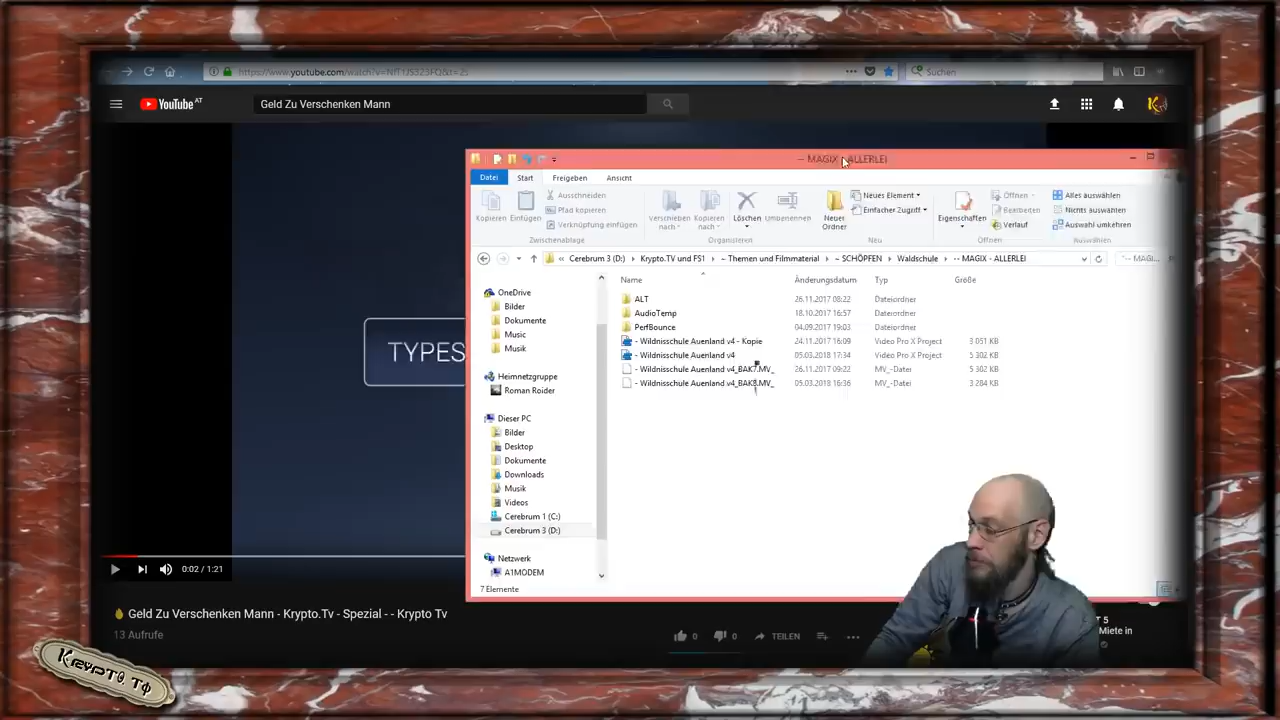 https://www.youtube.com/watch?v=
Suchen
YouTube AT
Geld Zu Verschenken Mann
TYPES
0:02 / 1:21
Geld Zu Verschenken Mann - Krypto.Tv - Spezial - - Krypto Tv
13 Aufrufe
0
0
TEILEN
5
Miete in
-- MAGIX - ALLERLEI
Datei
Start
Freigeben
Ansicht
Kopieren
Einfügen
Ausschneiden
Pfad kopieren
Verknüpfung einfügen
Zwischenablage
Verschieben nach
Kopieren nach
Löschen
Umbenennen
Organisieren
Neuer Ordner
Neues Element
Einfacher Zugriff
Neu
Eigenschaften
Öffnen
Bearbeiten
Verlauf
Öffnen
Alles auswählen
Nichts auswählen
Auswahl umkehren
Auswählen
Cerebrum 3 (D:)
Krypto.TV und FS1
~ Themen und Filmmaterial
~ SCHÖPFEN
Waldschule
-- MAGIX - ALLERLEI
"-- MAG...
OneDrive
Bilder
Dokumente
Music
Musik
Heimnetzgruppe
Roman Roider
Dieser PC
Bilder
Desktop
Dokumente
Downloads
Musik
Videos
Cerebrum 1 (C:)
Cerebrum 3 (D:)
Netzwerk
A1MODEM
7 Elemente
Name Änderungsdatum Typ Größe
ALT 26.11.2017 08:22 Dateiordner
AudioTemp 18.10.2017 16:57 Dateiordner
PerfBounce 04.09.2017 19:03 Dateiordner
- Wildnisschule Auenland v4 - Kopie 24.11.2017 16:09 Video Pro X Project 3 051 KB
- Wildnisschule Auenland v4 05.03.2018 17:34 Video Pro X Project 5 302 KB
- Wildnisschule Auenland v4_BAK7.MV_ 26.11.2017 09:22 MV_-Datei 5 302 KB
- Wildnisschule Auenland v4_BAK8.MV_ 05.03.2018 16:36 MV_-Datei 3 284 KB
Krypto. TV